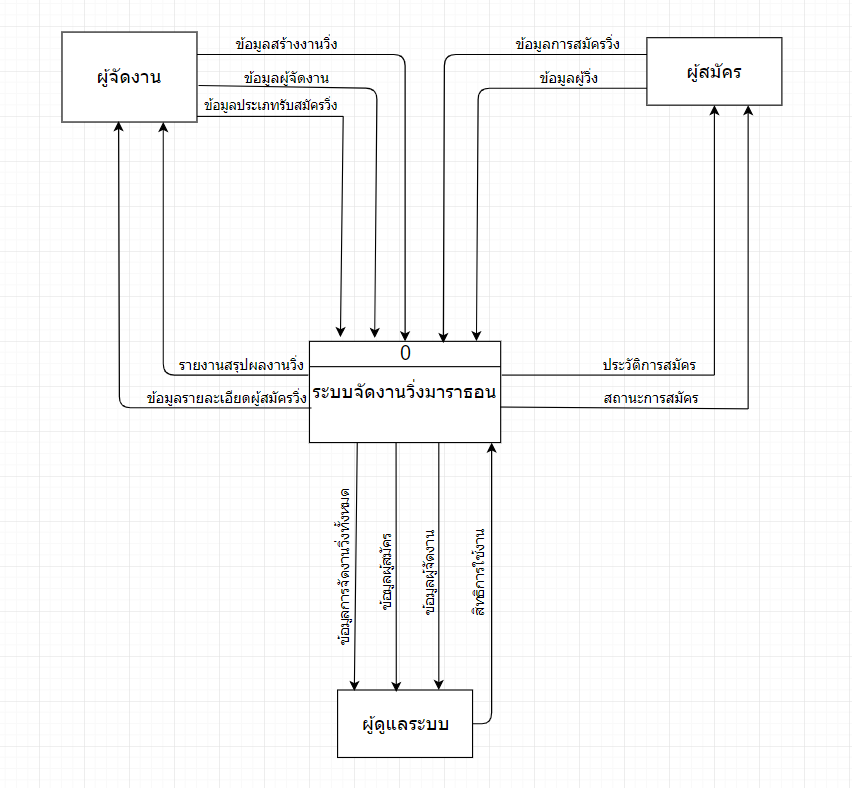 ข้อมูลสร้างงานวิ่ง
ข้อมูลการสมัครวิ่ง
ผู้จัดงาน
ผู้สมัคร
ข้อมูลผู้จัดงาน
ข้อมูลผู้วิ่ง
ข้อมูลประเภทรับสมัครวิ่ง
0
รายงานสรุปผลงานวิ่ง
ประวัติการสมัคร
ระบบจัดงานวิ่งมาราธอน
ข้อมูลรายละเอียดผู้สมัครวิ่ง
สถานะการสมัคร
ข้อมูลการจัดงานวิ่งทั้งหมด
ข้อมูลผู้สมัคร
ข้อมูลผู้จัดงาน
สิทธิการใช้งาน
ผู้ดูแลระบบ